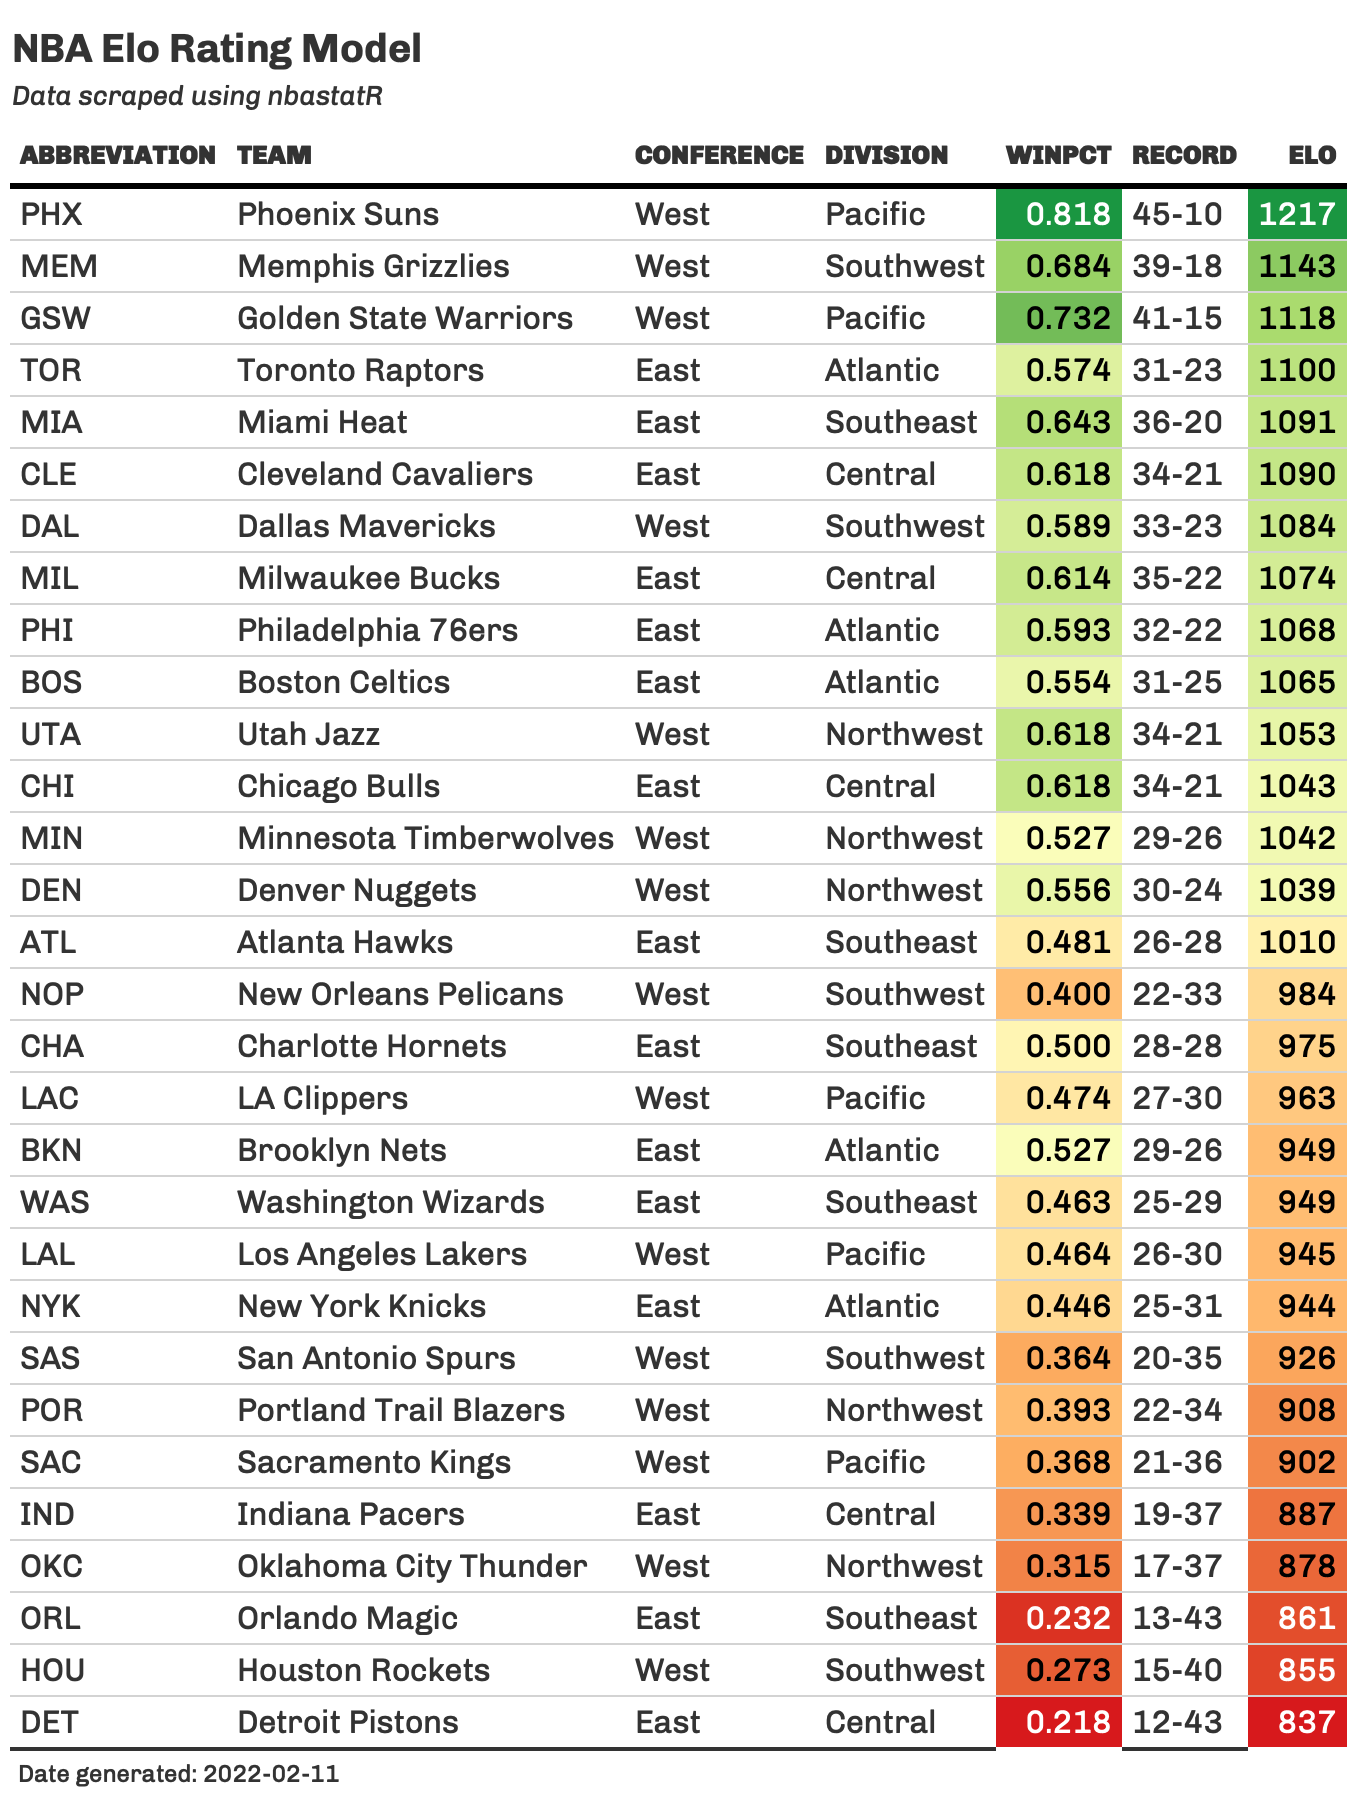 NBA Elo Rating Model
Data scraped using nbastatR
ABBREVIATION TEAM CONFERENCE DIVISION WINPCT RECORD ELO
PHX Phoenix Suns West Pacific 0.818 45-10 1217
MEM Memphis Grizzlies West Southwest 0.684 39-18 1143
GSW Golden State Warriors West Pacific 0.732 41-15 1118
TOR Toronto Raptors East Atlantic 0.574 31-23 1100
MIA Miami Heat East Southeast 0.643 36-20 1091
CLE Cleveland Cavaliers East Central 0.618 34-21 1090
DAL Dallas Mavericks West Southwest 0.589 33-23 1084
MIL Milwaukee Bucks East Central 0.614 35-22 1074
PHI Philadelphia 76ers East Atlantic 0.593 32-22 1068
BOS Boston Celtics East Atlantic 0.554 31-25 1065
UTA Utah Jazz West Northwest 0.618 34-21 1053
CHI Chicago Bulls East Central 0.618 34-21 1043
MIN Minnesota Timberwolves West Northwest 0.527 29-26 1042
DEN Denver Nuggets West Northwest 0.556 30-24 1039
ATL Atlanta Hawks East Southeast 0.481 26-28 1010
NOP New Orleans Pelicans West Southwest 0.400 22-33 984
CHA Charlotte Hornets East Southeast 0.500 28-28 975
LAC LA Clippers West Pacific 0.474 27-30 963
BKN Brooklyn Nets East Atlantic 0.527 29-26 949
WAS Washington Wizards East Southeast 0.463 25-29 949
LAL Los Angeles Lakers West Pacific 0.464 26-30 945
NYK New York Knicks East Atlantic 0.446 25-31 944
SAS San Antonio Spurs West Southwest 0.364 20-35 926
POR Portland Trail Blazers West Northwest 0.393 22-34 908
SAC Sacramento Kings West Pacific 0.368 21-36 902
IND Indiana Pacers East Central 0.339 19-37 887
OKC Oklahoma City Thunder West Northwest 0.315 17-37 878
ORL Orlando Magic East Southeast 0.232 13-43 861
HOU Houston Rockets West Southwest 0.273 15-40 855
DET Detroit Pistons East Central 0.218 12-43 837
Date generated: 2022-02-11